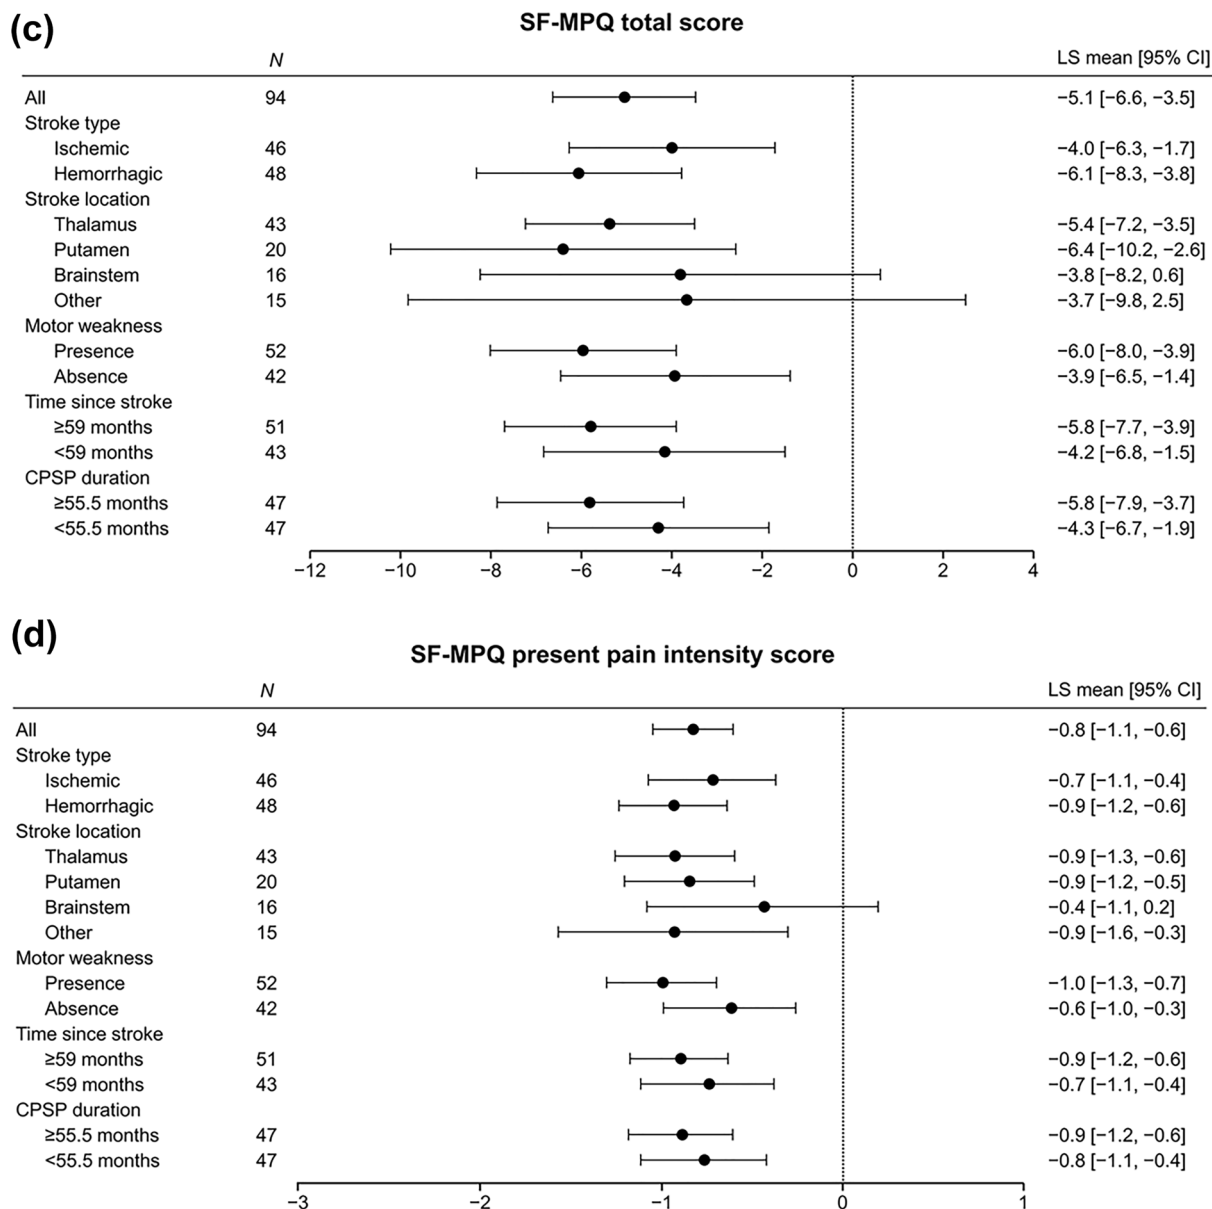 (c)
SF-MPQ total score
N LS mean [95% CI]
All 94 −5.1 [−6.6, −3.5]
Stroke type
Ischemic 46 −4.0 [−6.3, −1.7]
Hemorrhagic 48 −6.1 [−8.3, −3.8]
Stroke location
Thalamus 43 −5.4 [−7.2, −3.5]
Putamen 20 −6.4 [−10.2, −2.6]
Brainstem 16 −3.8 [−8.2, 0.6]
Other 15 −3.7 [−9.8, 2.5]
Motor weakness
Presence 52 −6.0 [−8.0, −3.9]
Absence 42 −3.9 [−6.5, −1.4]
Time since stroke
≥59 months 51 −5.8 [−7.7, −3.9]
<59 months 43 −4.2 [−6.8, −1.5]
CPSP duration
≥55.5 months 47 −5.8 [−7.9, −3.7]
<55.5 months 47 −4.3 [−6.7, −1.9]
−12 −10 −8 −6 −4 −2 0 2 4
(d)
SF-MPQ present pain intensity score
N LS mean [95% CI]
All 94 −0.8 [−1.1, −0.6]
Stroke type
Ischemic 46 −0.7 [−1.1, −0.4]
Hemorrhagic 48 −0.9 [−1.2, −0.6]
Stroke location
Thalamus 43 −0.9 [−1.3, −0.6]
Putamen 20 −0.9 [−1.2, −0.5]
Brainstem 16 −0.4 [−1.1, 0.2]
Other 15 −0.9 [−1.6, −0.3]
Motor weakness
Presence 52 −1.0 [−1.3, −0.7]
Absence 42 −0.6 [−1.0, −0.3]
Time since stroke
≥59 months 51 −0.9 [−1.2, −0.6]
<59 months 43 −0.7 [−1.1, −0.4]
CPSP duration
≥55.5 months 47 −0.9 [−1.2, −0.6]
<55.5 months 47 −0.8 [−1.1, −0.4]
−3 −2 −1 0 1